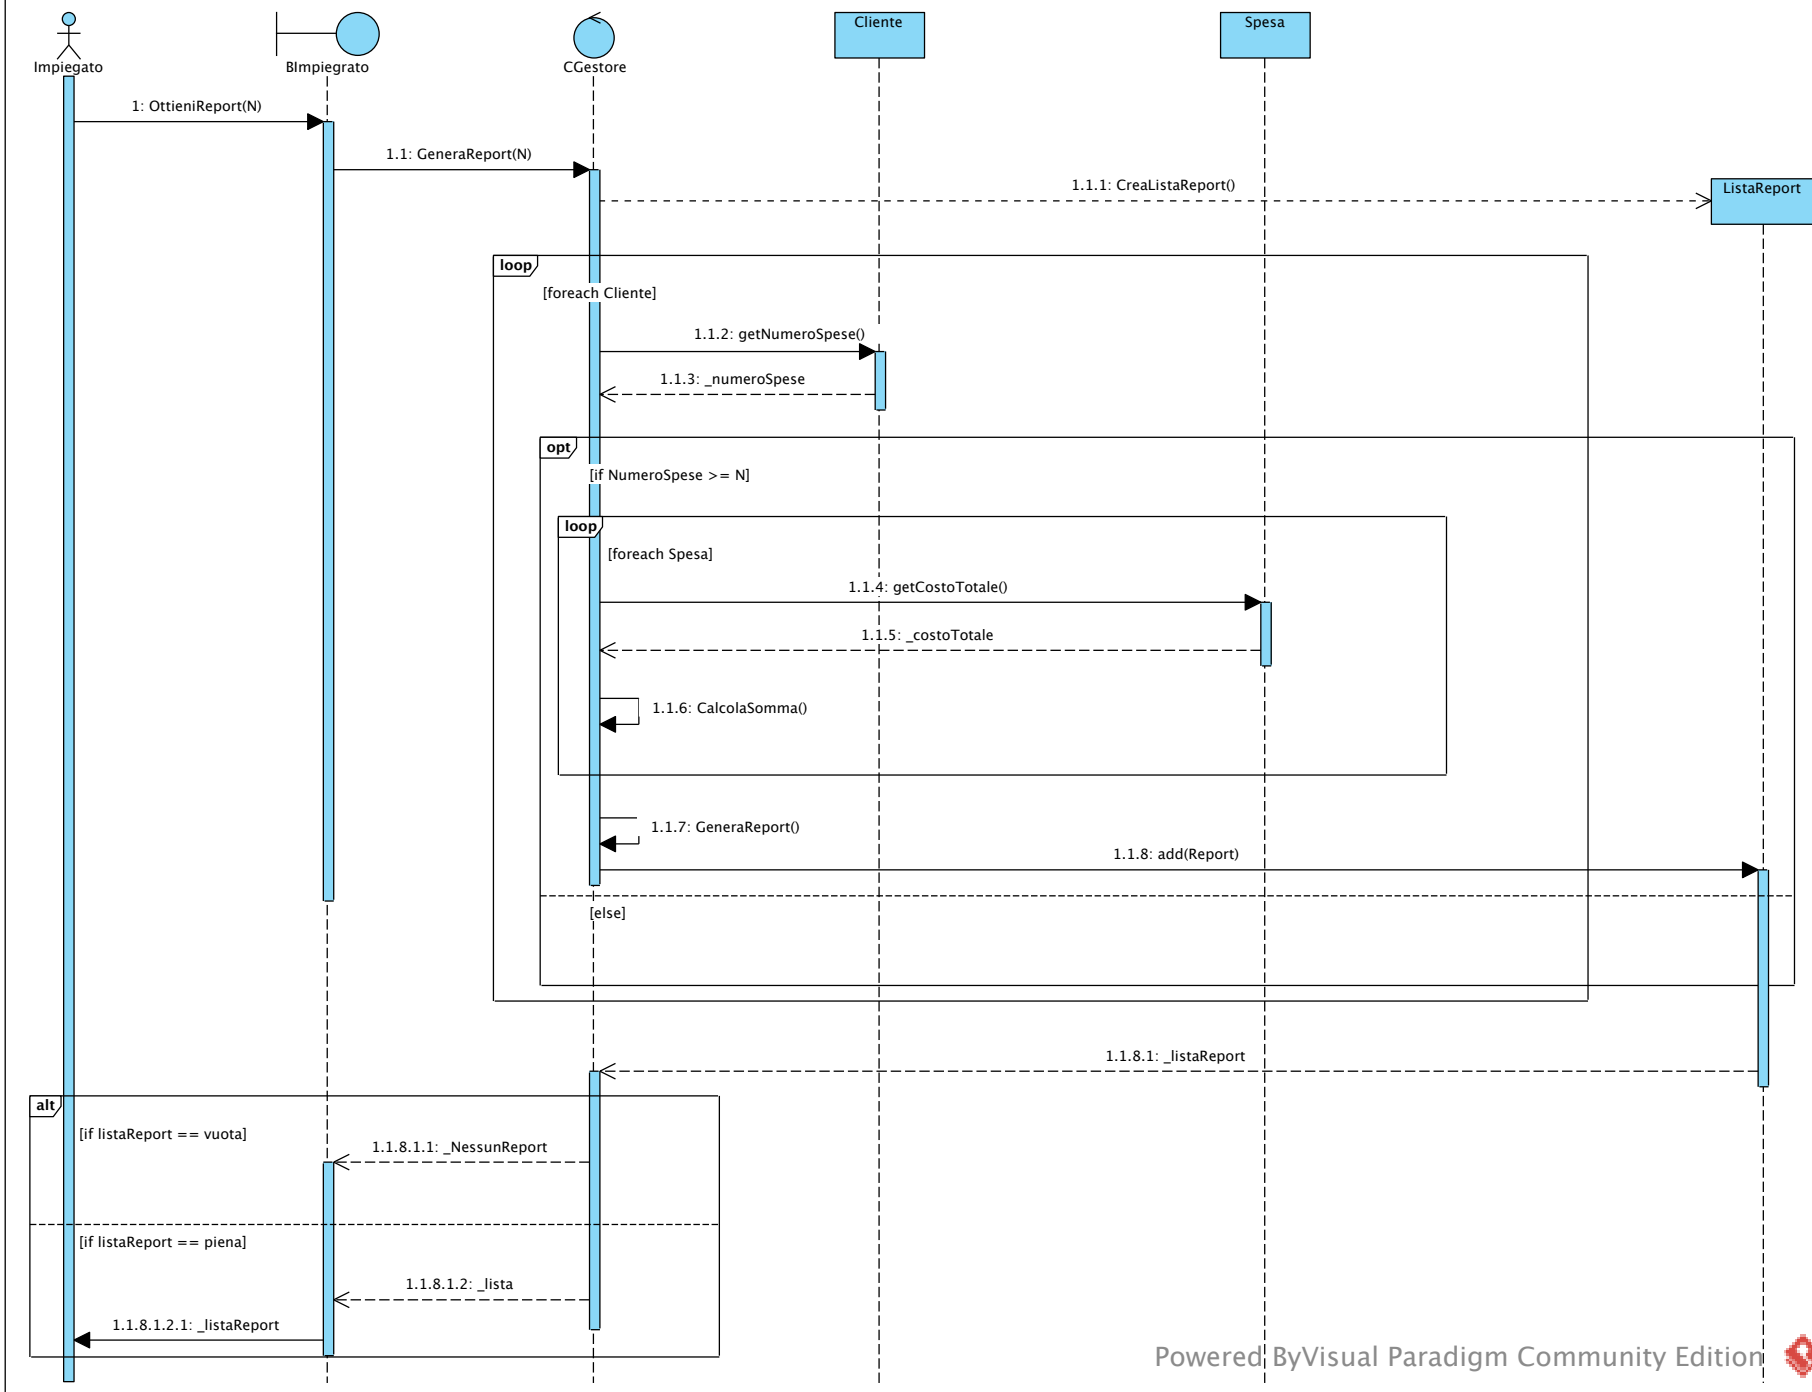 Cliente
Spesa
Impiegato
BImpiegrato
CGestore
1: OttieniReport(N)
1.1: GeneraReport(N)
1.1.1: CreaListaReport()
ListaReport
loop
[foreach Cliente]
1.1.2: getNumeroSpese()
1.1.3: _numeroSpese
opt
[if NumeroSpese >= N]
loop
[foreach Spesa]
1.1.4: getCostoTotale()
1.1.5: _costoTotale
1.1.6: CalcolaSomma()
1.1.7: GeneraReport()
1.1.8: add(Report)
[else]
1.1.8.1: _listaReport
alt
[if listaReport == vuota]
1.1.8.1.1: _NessunReport
[if listaReport == piena]
1.1.8.1.2: _lista
1.1.8.1.2.1: _listaReport
Powered ByVisual Paradigm Community Edition